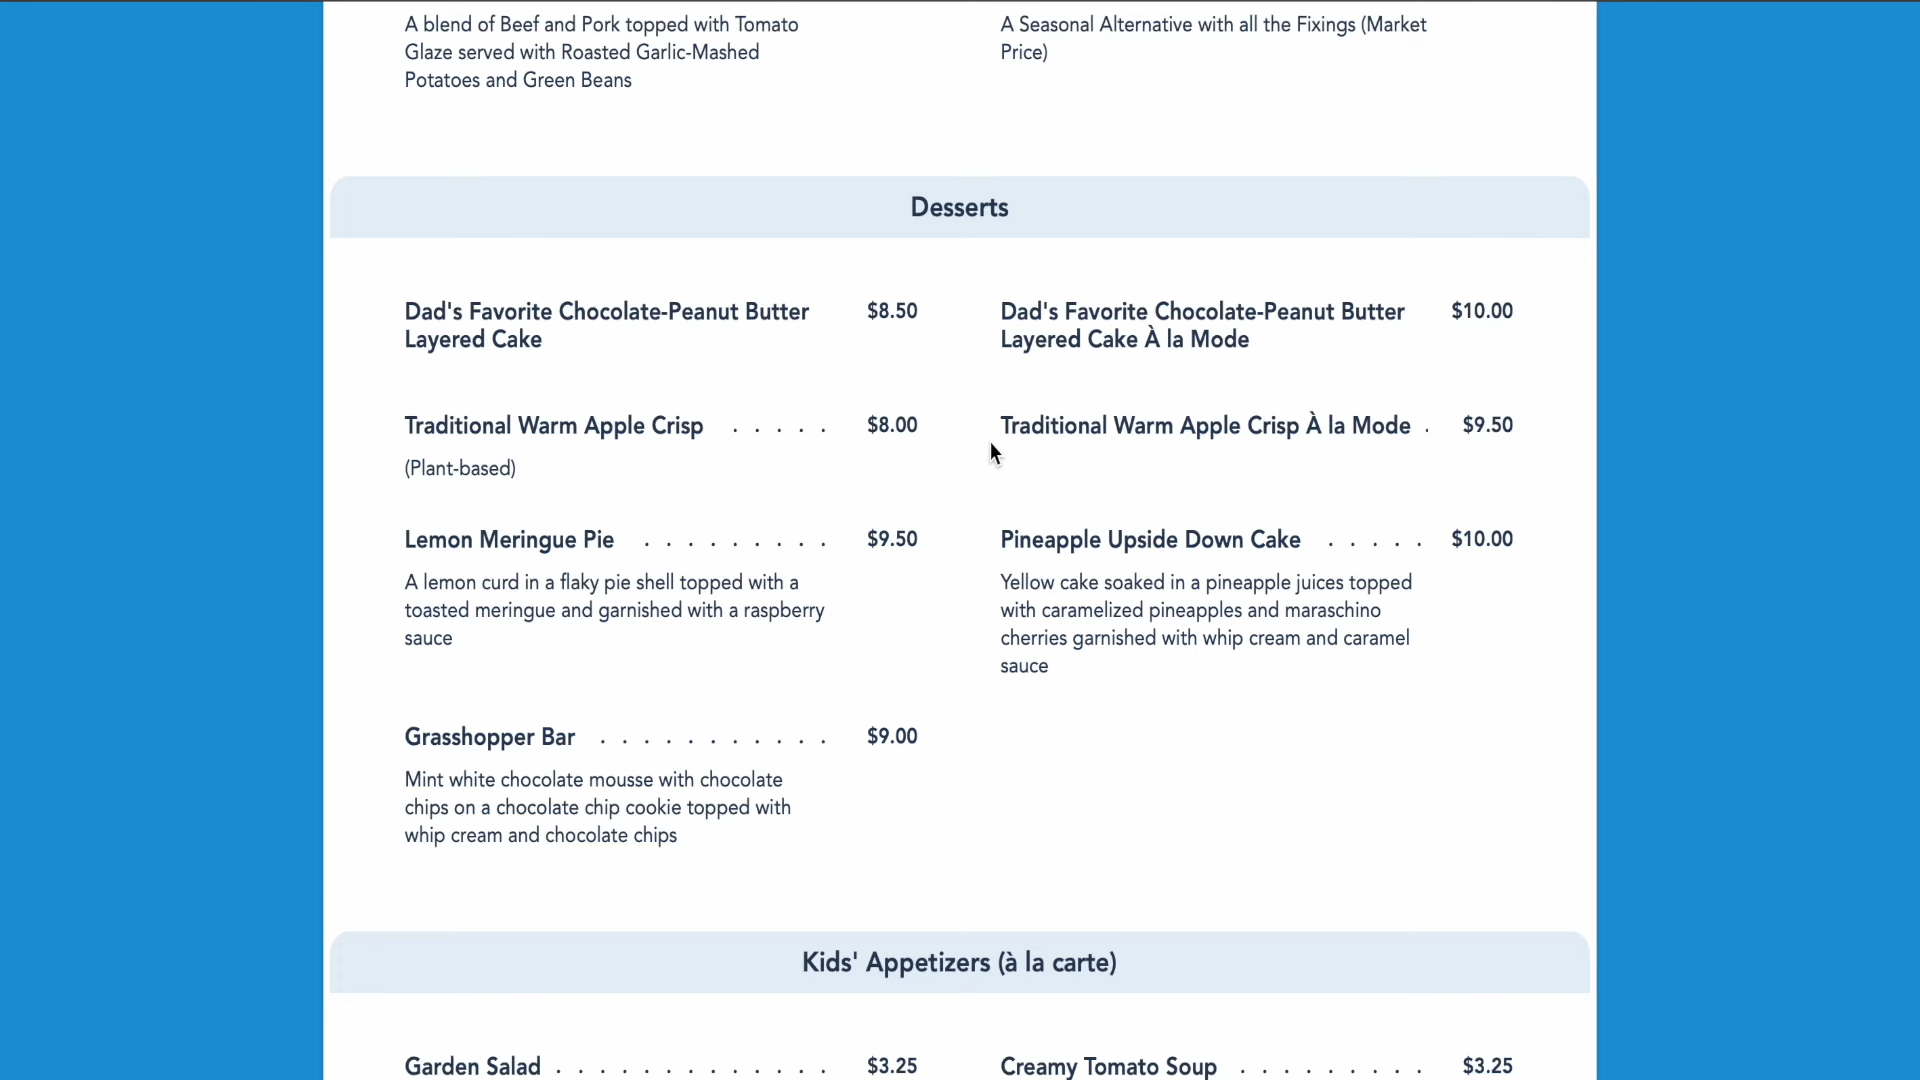 A blend of Beef and Pork topped with Tomato
Glaze served with Roasted Garlic-Mashed
Potatoes and Green Beans
A Seasonal Alternative with all the Fixings (Market
Price)
Desserts
Dad's Favorite Chocolate-Peanut Butter $8.50
Layered Cake
Dad's Favorite Chocolate-Peanut Butter $10.00
Layered Cake À la Mode
Traditional Warm Apple Crisp . . . . . $8.00
(Plant-based)
Traditional Warm Apple Crisp À la Mode . $9.50
Lemon Meringue Pie . . . . . . . . . $9.50
A lemon curd in a flaky pie shell topped with a
toasted meringue and garnished with a raspberry
sauce
Pineapple Upside Down Cake . . . . . $10.00
Yellow cake soaked in a pineapple juices topped
with caramelized pineapples and maraschino
cherries garnished with whip cream and caramel
sauce
Grasshopper Bar . . . . . . . . . . . $9.00
Mint white chocolate mousse with chocolate
chips on a chocolate chip cookie topped with
whip cream and chocolate chips
Kids' Appetizers (à la carte)
Garden Salad . . . . . . . . . . . . . $3.25
Creamy Tomato Soup . . . . . . . . . $3.25